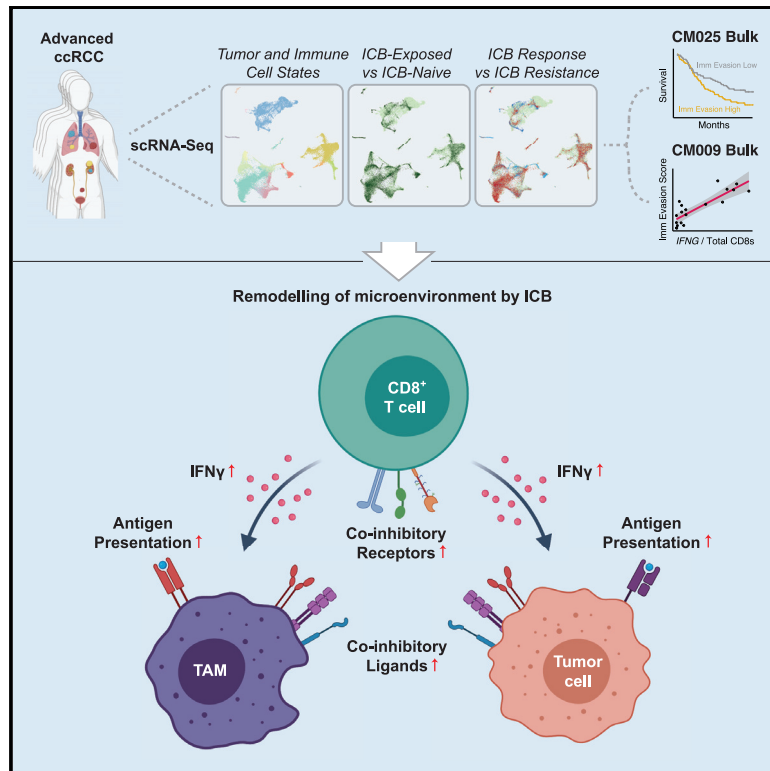 Advanced
ccRCC
scRNA-Seq
Tumor and Immune
Cell States
ICB-Exposed
vs ICB-Naive
ICB Response
vs ICB Resistance
CM025 Bulk
Survival
Imm Evasion Low
Imm Evasion High
Months
CM009 Bulk
Imm Evasion Score
IFNG / Total CD8s
Remodelling of microenvironment by ICB
CD8+
T cell
IFNγ ↑
IFNγ ↑
Antigen
Presentation ↑
Co-inhibitory
Receptors ↑
Antigen
Presentation ↑
Co-inhibitory
Ligands ↑
TAM
Tumor
cell